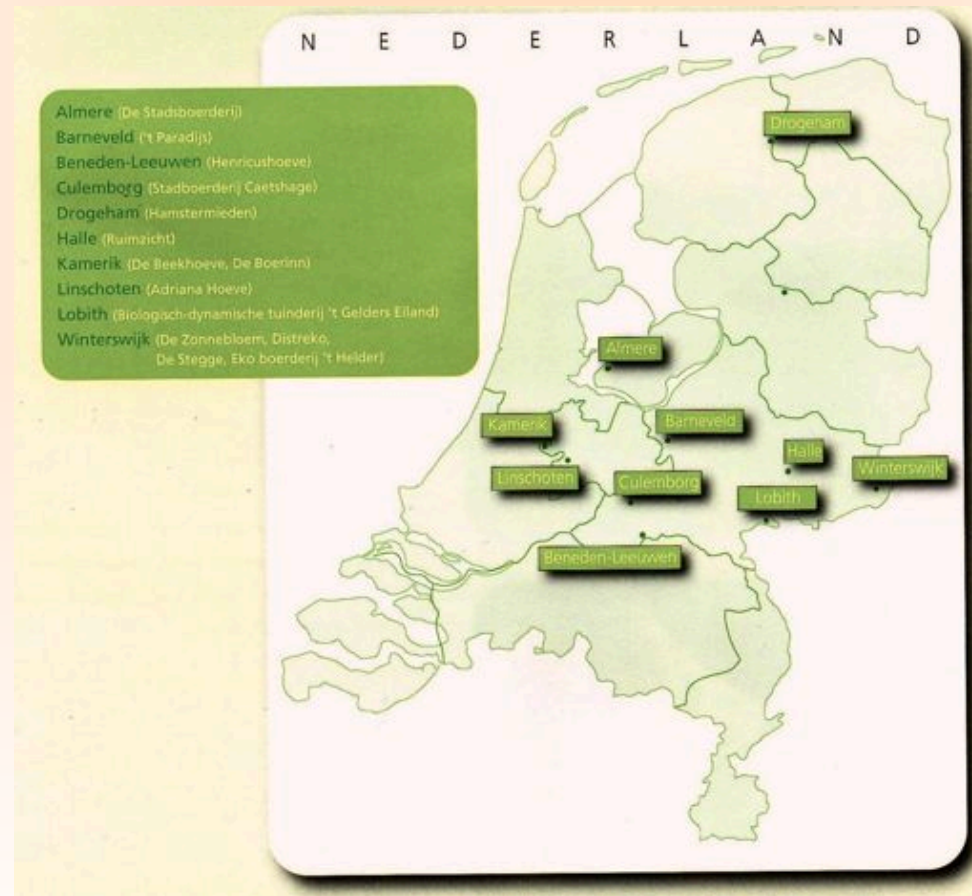 N E D E R L A N D
Almere (De Stadsboerderij)
Barneveld ('t Paradijs)
Beneden-Leeuwen (Henricushoeve)
Culemborg (Stadboerderij Caetshage)
Drogeham (Hamstermieden)
Halle (Ruimzicht)
Kamerik (De Beekhoeve, De Boerinn)
Linschoten (Adriana Hoeve)
Lobith (Biologisch-dynamische tuinderij 't Gelders Eiland)
Winterswijk (De Zonnebloem, Distreko,
De Stegge, Eko boerderij 't Helder)
Drogeham
Almere
Kamerik
Barneveld
Halle
Winterswijk
Linschoten
Culemborg
Lobith
Beneden-Leeuwen